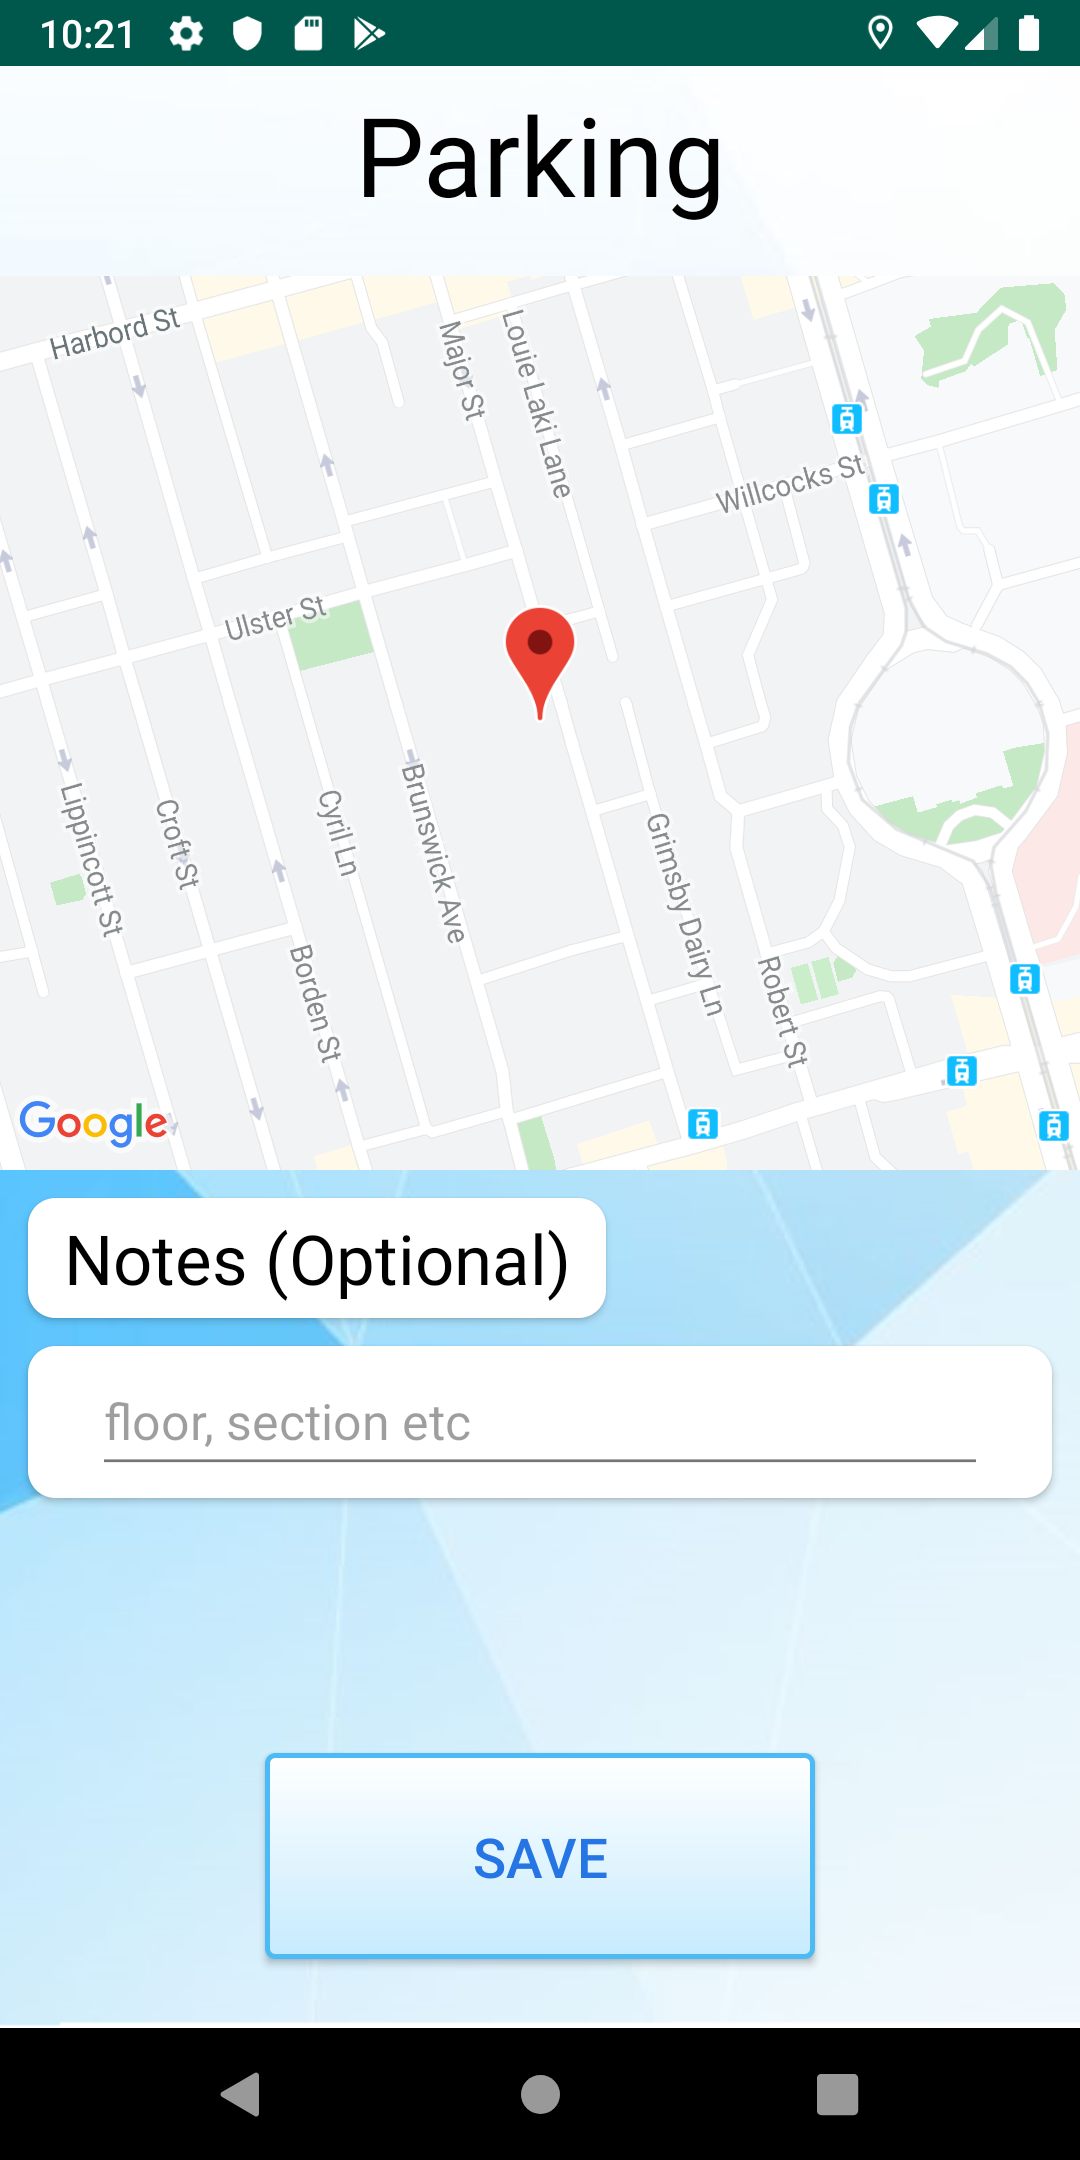 10:21
Parking
Harbord St
Major St
Louie Laki Lane
Willcocks St
Ulster St
Lippincott St
Croft St
Cyril Ln
Brunswick Ave
Grimsby Dairy Ln
Borden St
Robert St
Google
Notes (Optional)
floor, section etc
SAVE